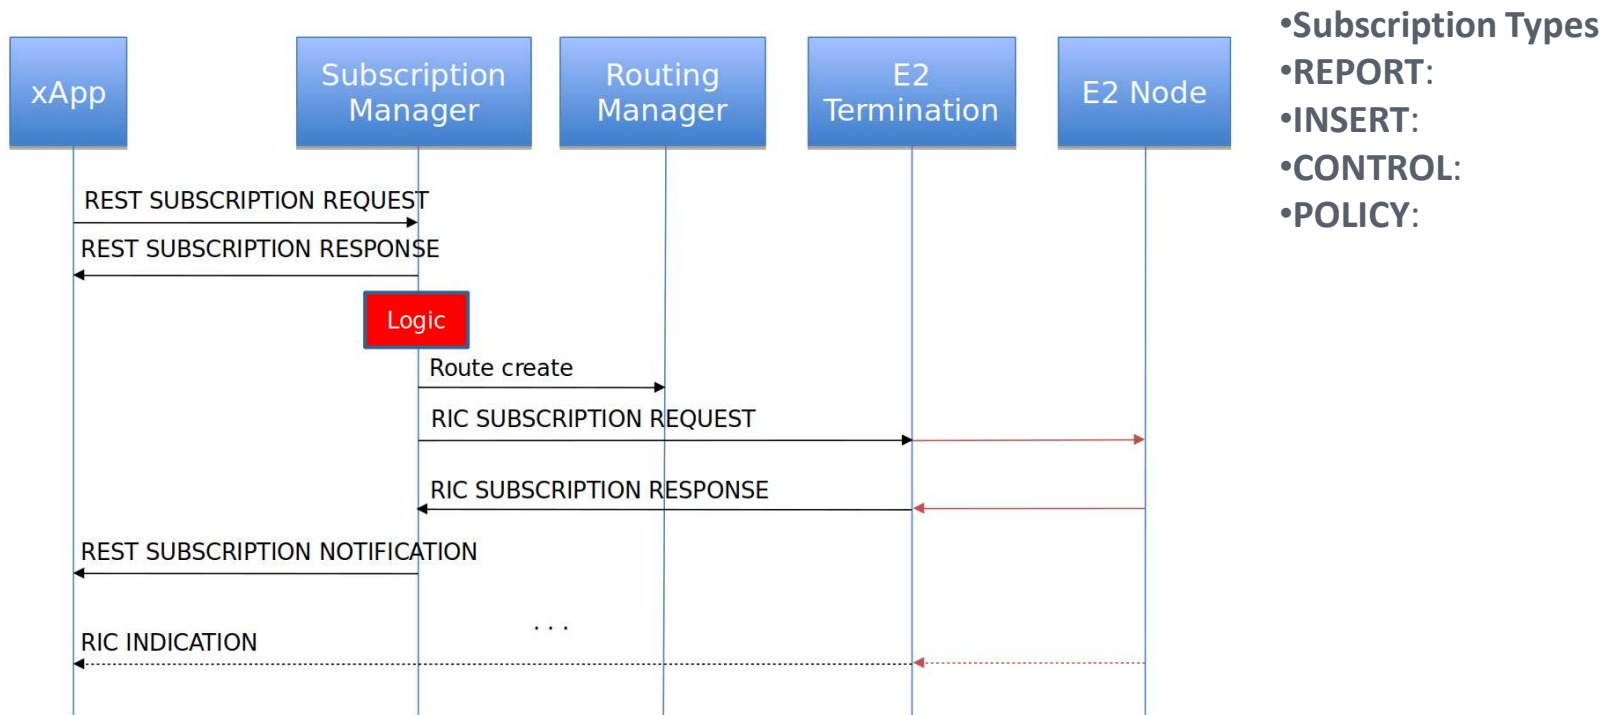 xApp
Subscription
Manager
Routing
Manager
E2
Termination
E2 Node
REST SUBSCRIPTION REQUEST
REST SUBSCRIPTION RESPONSE
Logic
Route create
RIC SUBSCRIPTION REQUEST
RIC SUBSCRIPTION RESPONSE
REST SUBSCRIPTION NOTIFICATION
. . .
RIC INDICATION
•Subscription Types
•REPORT:
•INSERT:
•CONTROL:
•POLICY: